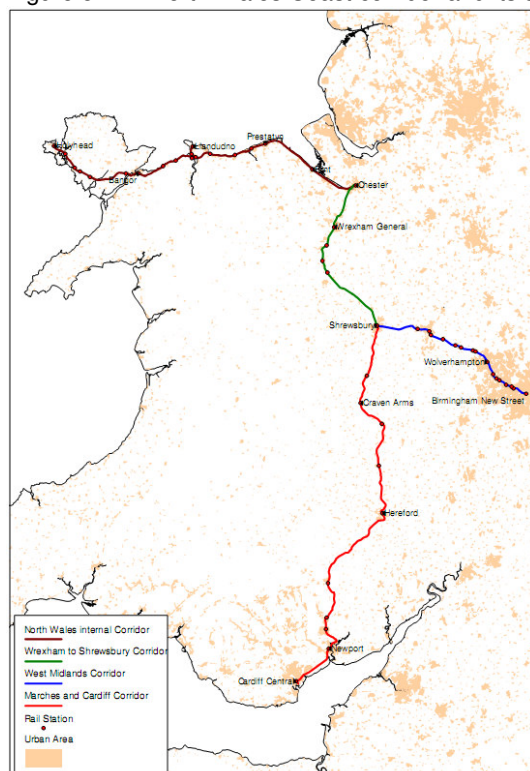 Holyhead
Bangor
Llandudno
Prestatyn
Flint
Chester
Wrexham General
Shrewsbury
Wolverhampton
Birmingham New Street
Craven Arms
Hereford
Newport
Cardiff Central
North Wales internal Corridor
Wrexham to Shrewsbury Corridor
West Midlands Corridor
Marches and Cardiff Corridor
Rail Station
Urban Area